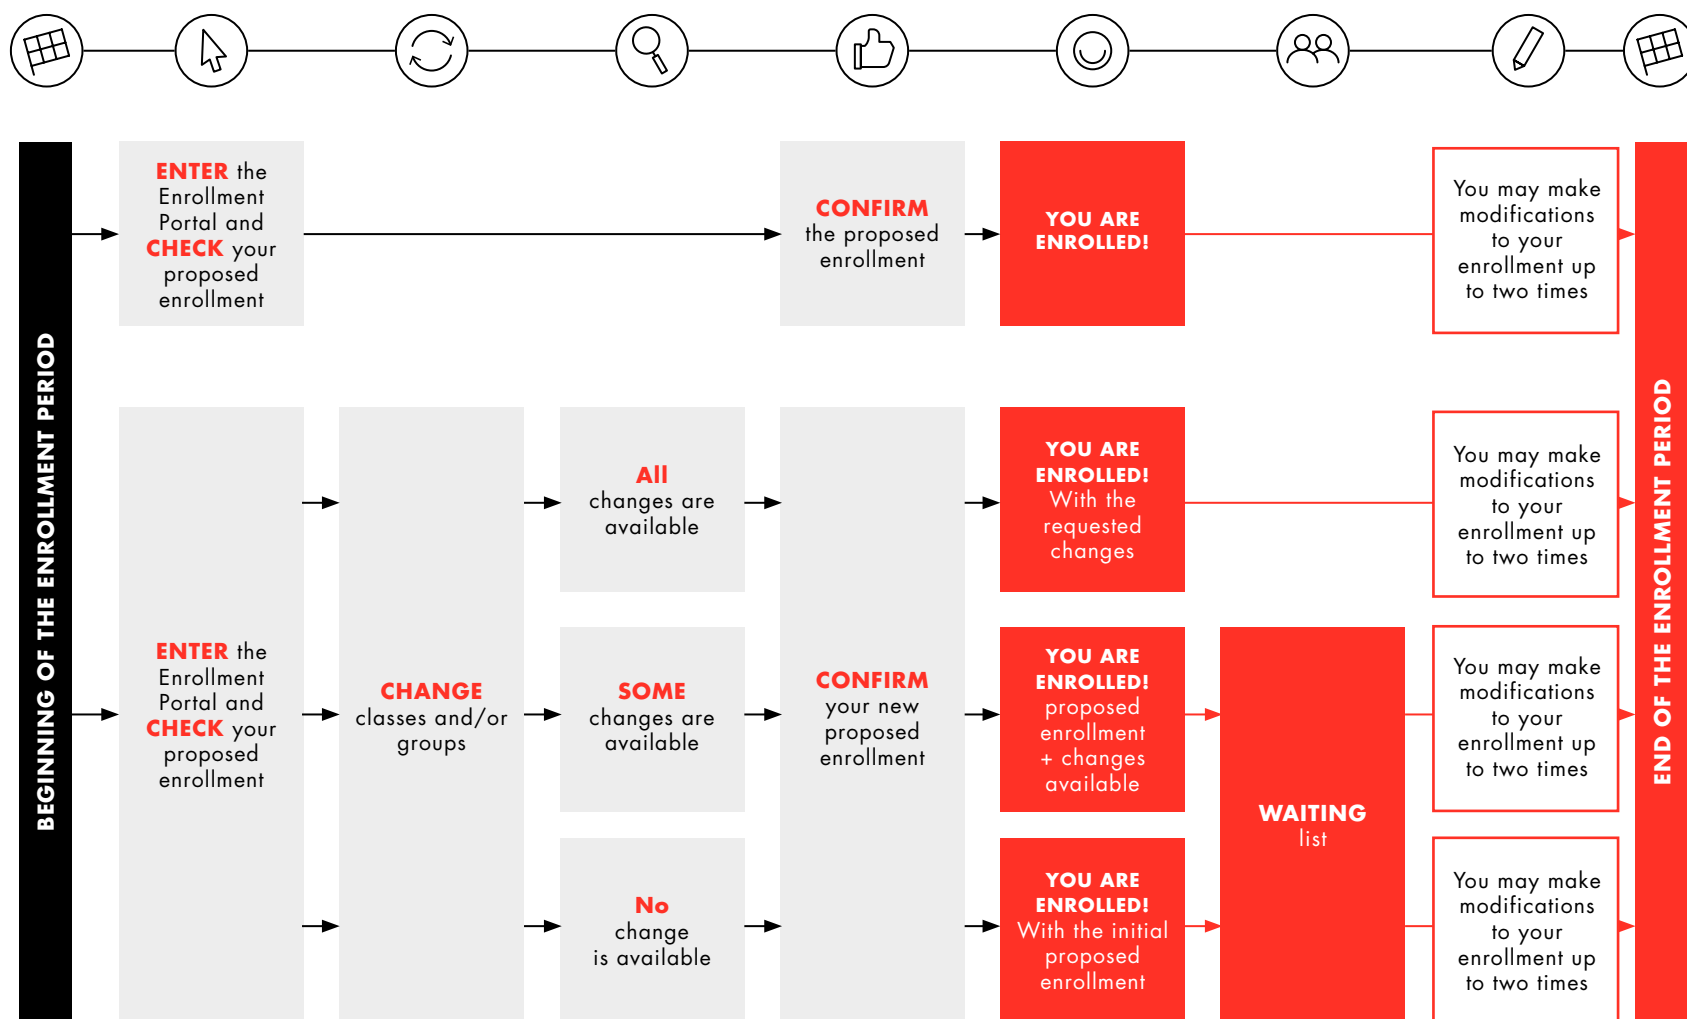 BEGINNING OF THE ENROLLMENT PERIOD
ENTER the
Enrollment
Portal and
CHECK your
proposed
enrollment
CONFIRM
the proposed
enrollment
YOU ARE
ENROLLED!
You may make
modifications
to your
enrollment up
to two times
ENTER the
Enrollment
Portal and
CHECK your
proposed
enrollment
CHANGE
classes and/or
groups
All
changes are
available
SOME
changes are
available
No
change
is available
CONFIRM
your new
proposed
enrollment
YOU ARE
ENROLLED!
With the
requested
changes
You may make
modifications
to your
enrollment up
to two times
YOU ARE
ENROLLED!
proposed
enrollment
+ changes
available
YOU ARE
ENROLLED!
With the initial
proposed
enrollment
WAITING
list
You may make
modifications
to your
enrollment up
to two times
You may make
modifications
to your
enrollment up
to two times
END OF THE ENROLLMENT PERIOD